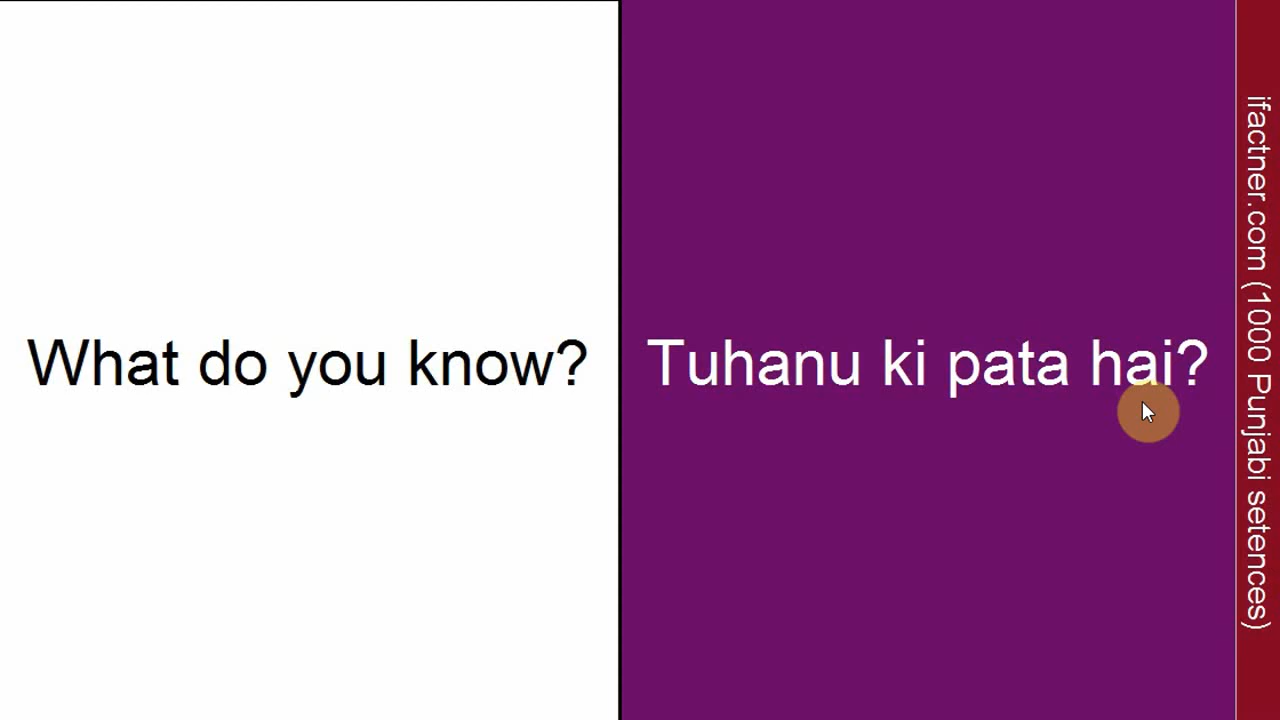 What do you know?
Tuhanu ki pata hai?
ifactner.com (1000 Punjabi setences)